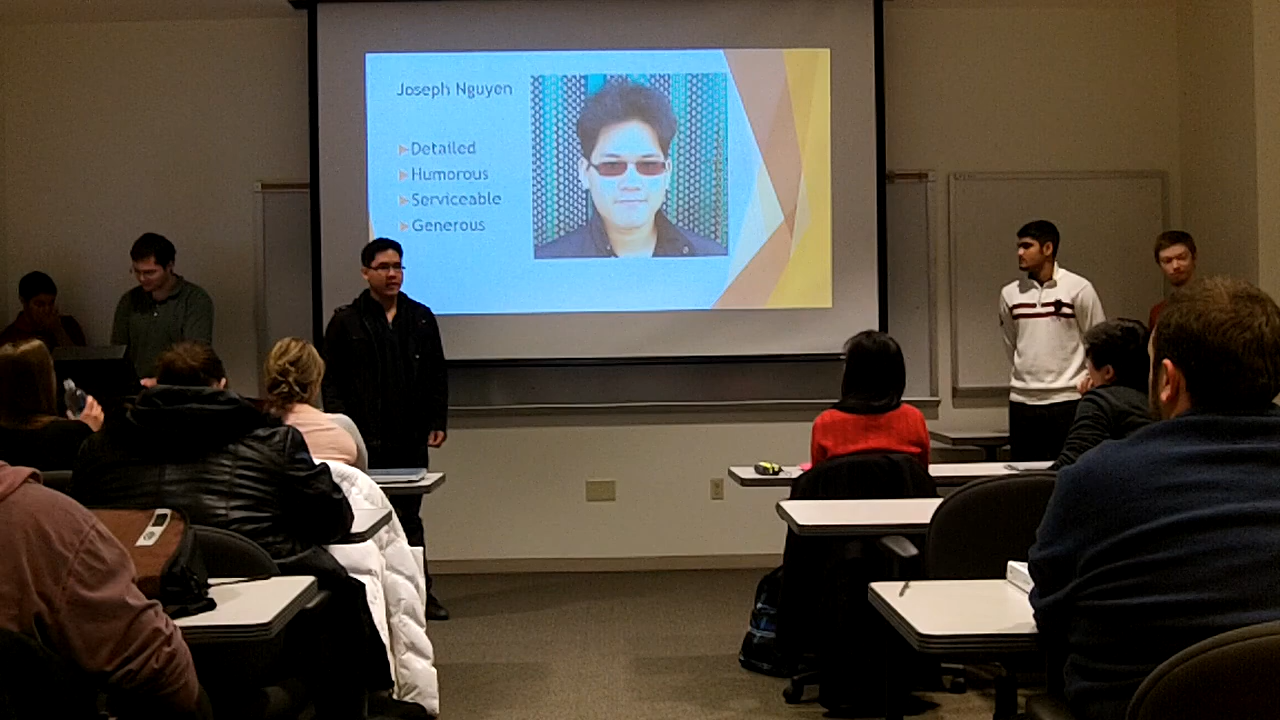 Joseph Nguyen
Detailed
Humorous
Serviceable
Generous